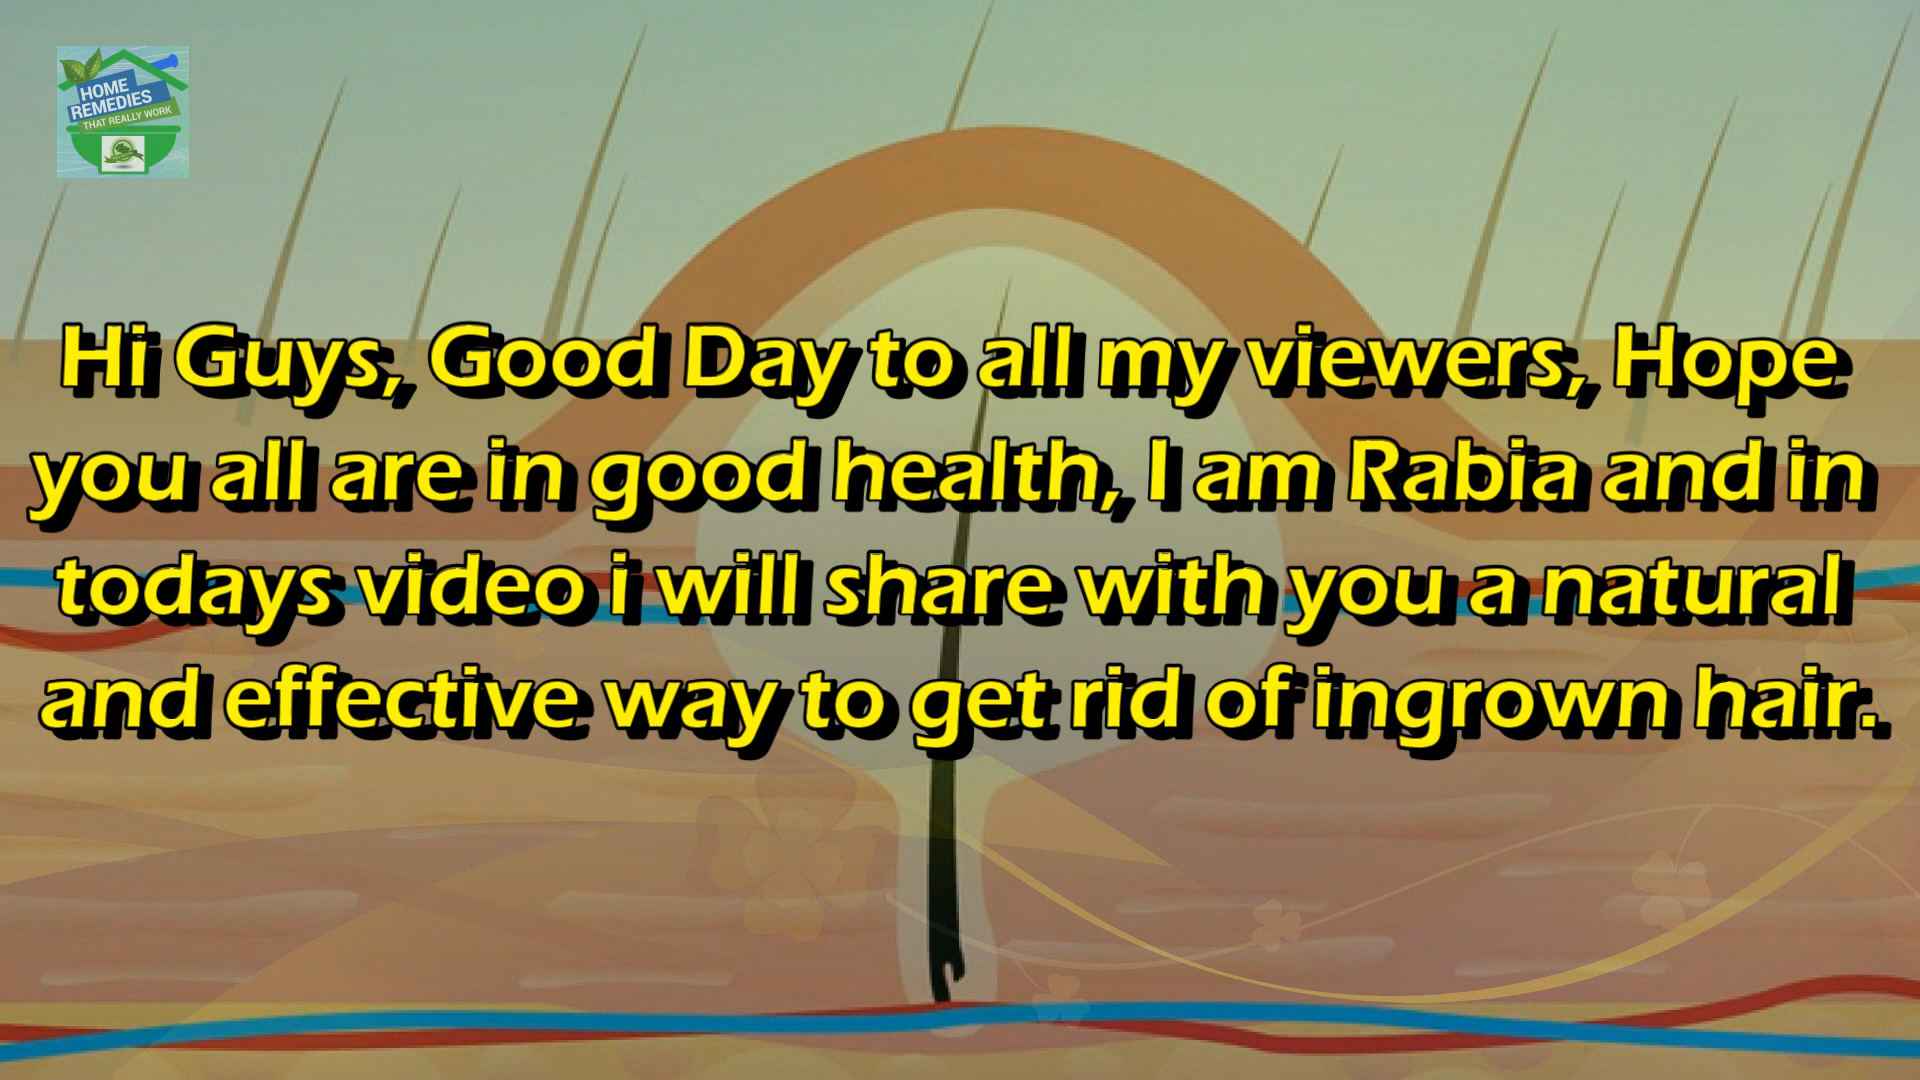 HOME
REMEDIES
THAT REALLY WORK
Hi Guys, Good Day to all my viewers, Hope
you all are in good health, I am Rabia and in
todays video i will share with you a natural
and effective way to get rid of ingrown hair.